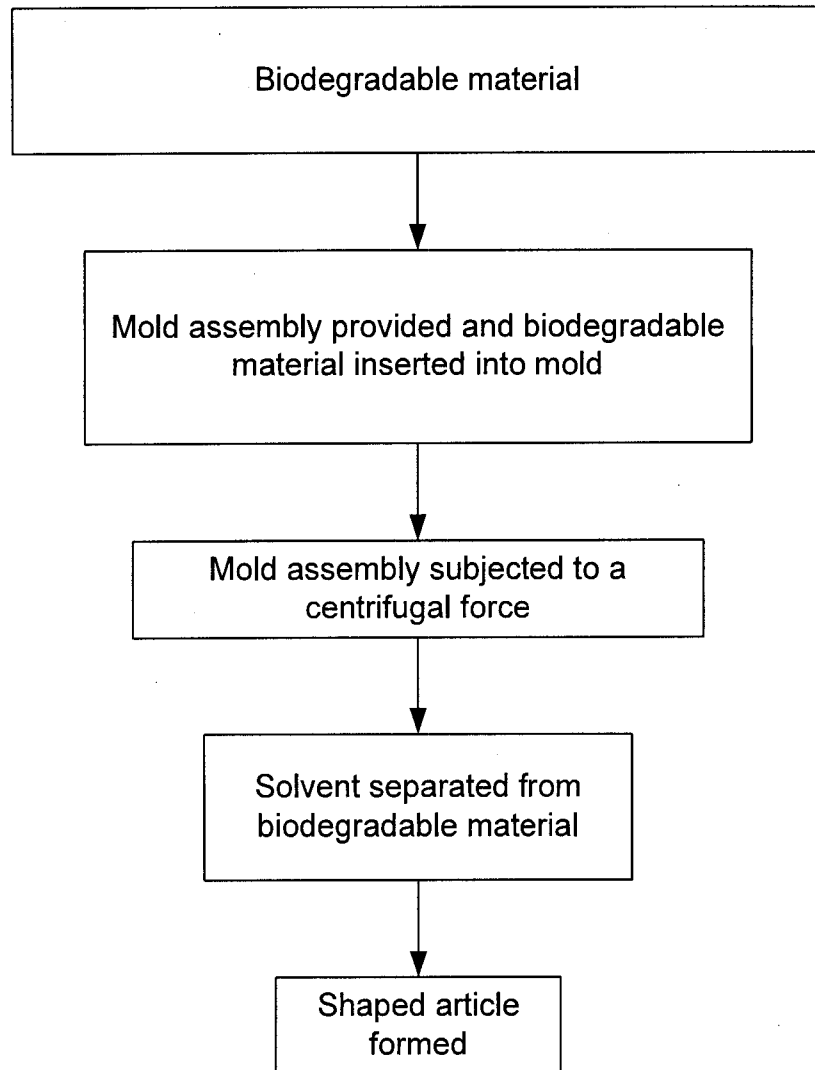 Biodegradable material
Mold assembly provided and biodegradable
material inserted into mold
Mold assembly subjected to a
centrifugal force
Solvent separated from
biodegradable material
Shaped article
formed